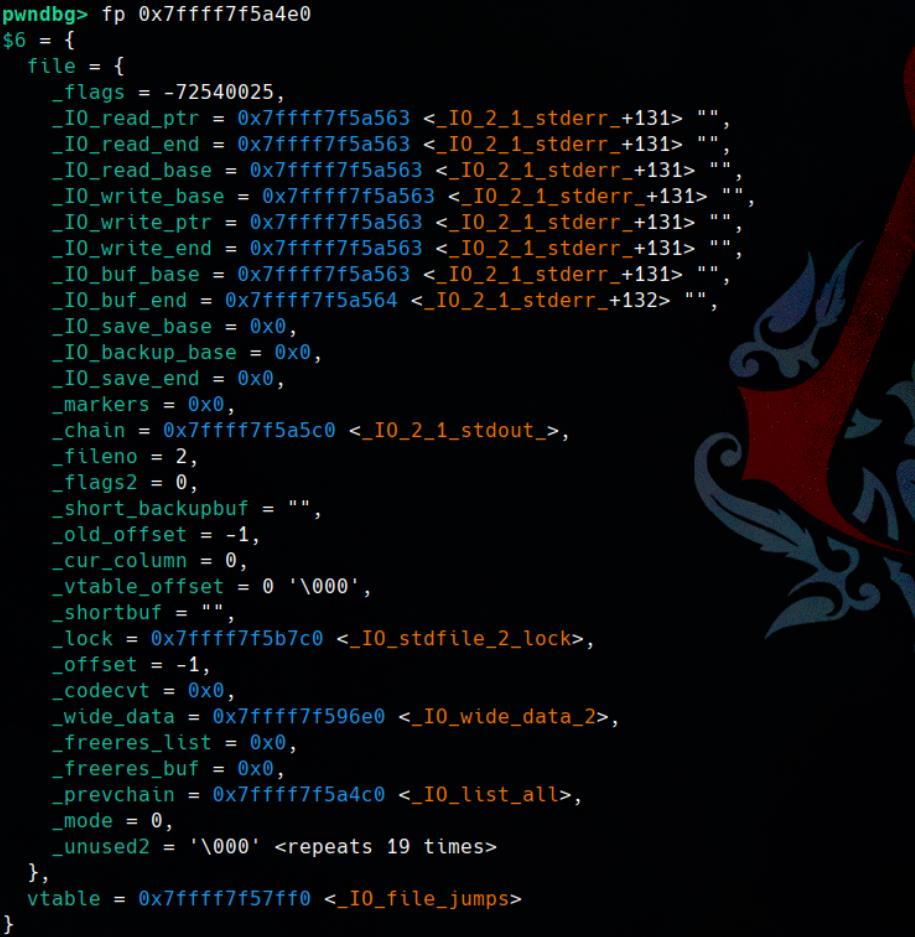 pwndbg> fp 0x7ffff7f5a4e0
$6 = {
  file = {
    _flags = -72540025,
    _IO_read_ptr = 0x7ffff7f5a563 <_IO_2_1_stderr_+131> "",
    _IO_read_end = 0x7ffff7f5a563 <_IO_2_1_stderr_+131> "",
    _IO_read_base = 0x7ffff7f5a563 <_IO_2_1_stderr_+131> "",
    _IO_write_base = 0x7ffff7f5a563 <_IO_2_1_stderr_+131> "",
    _IO_write_ptr = 0x7ffff7f5a563 <_IO_2_1_stderr_+131> "",
    _IO_write_end = 0x7ffff7f5a563 <_IO_2_1_stderr_+131> "",
    _IO_buf_base = 0x7ffff7f5a563 <_IO_2_1_stderr_+131> "",
    _IO_buf_end = 0x7ffff7f5a564 <_IO_2_1_stderr_+132> "",
    _IO_save_base = 0x0,
    _IO_backup_base = 0x0,
    _IO_save_end = 0x0,
    _markers = 0x0,
    _chain = 0x7ffff7f5a5c0 <_IO_2_1_stdout_>,
    _fileno = 2,
    _flags2 = 0,
    _short_backupbuf = "",
    _old_offset = -1,
    _cur_column = 0,
    _vtable_offset = 0 '\000',
    _shortbuf = "",
    _lock = 0x7ffff7f5b7c0 <_IO_stdfile_2_lock>,
    _offset = -1,
    _codecvt = 0x0,
    _wide_data = 0x7ffff7f596e0 <_IO_wide_data_2>,
    _freeres_list = 0x0,
    _freeres_buf = 0x0,
    _prevchain = 0x7ffff7f5a4c0 <_IO_list_all>,
    _mode = 0,
    _unused2 = '\000' <repeats 19 times>
  },
  vtable = 0x7ffff7f57ff0 <_IO_file_jumps>
}